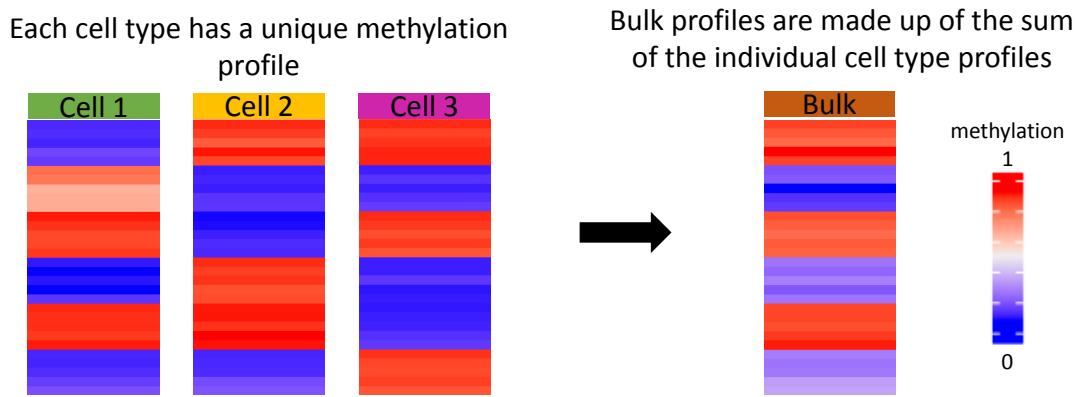 Each cell type has a unique methylation
profile
Bulk profiles are made up of the sum
of the individual cell type profiles
Cell 1
Cell 2
Cell 3
Bulk
methylation
1
0